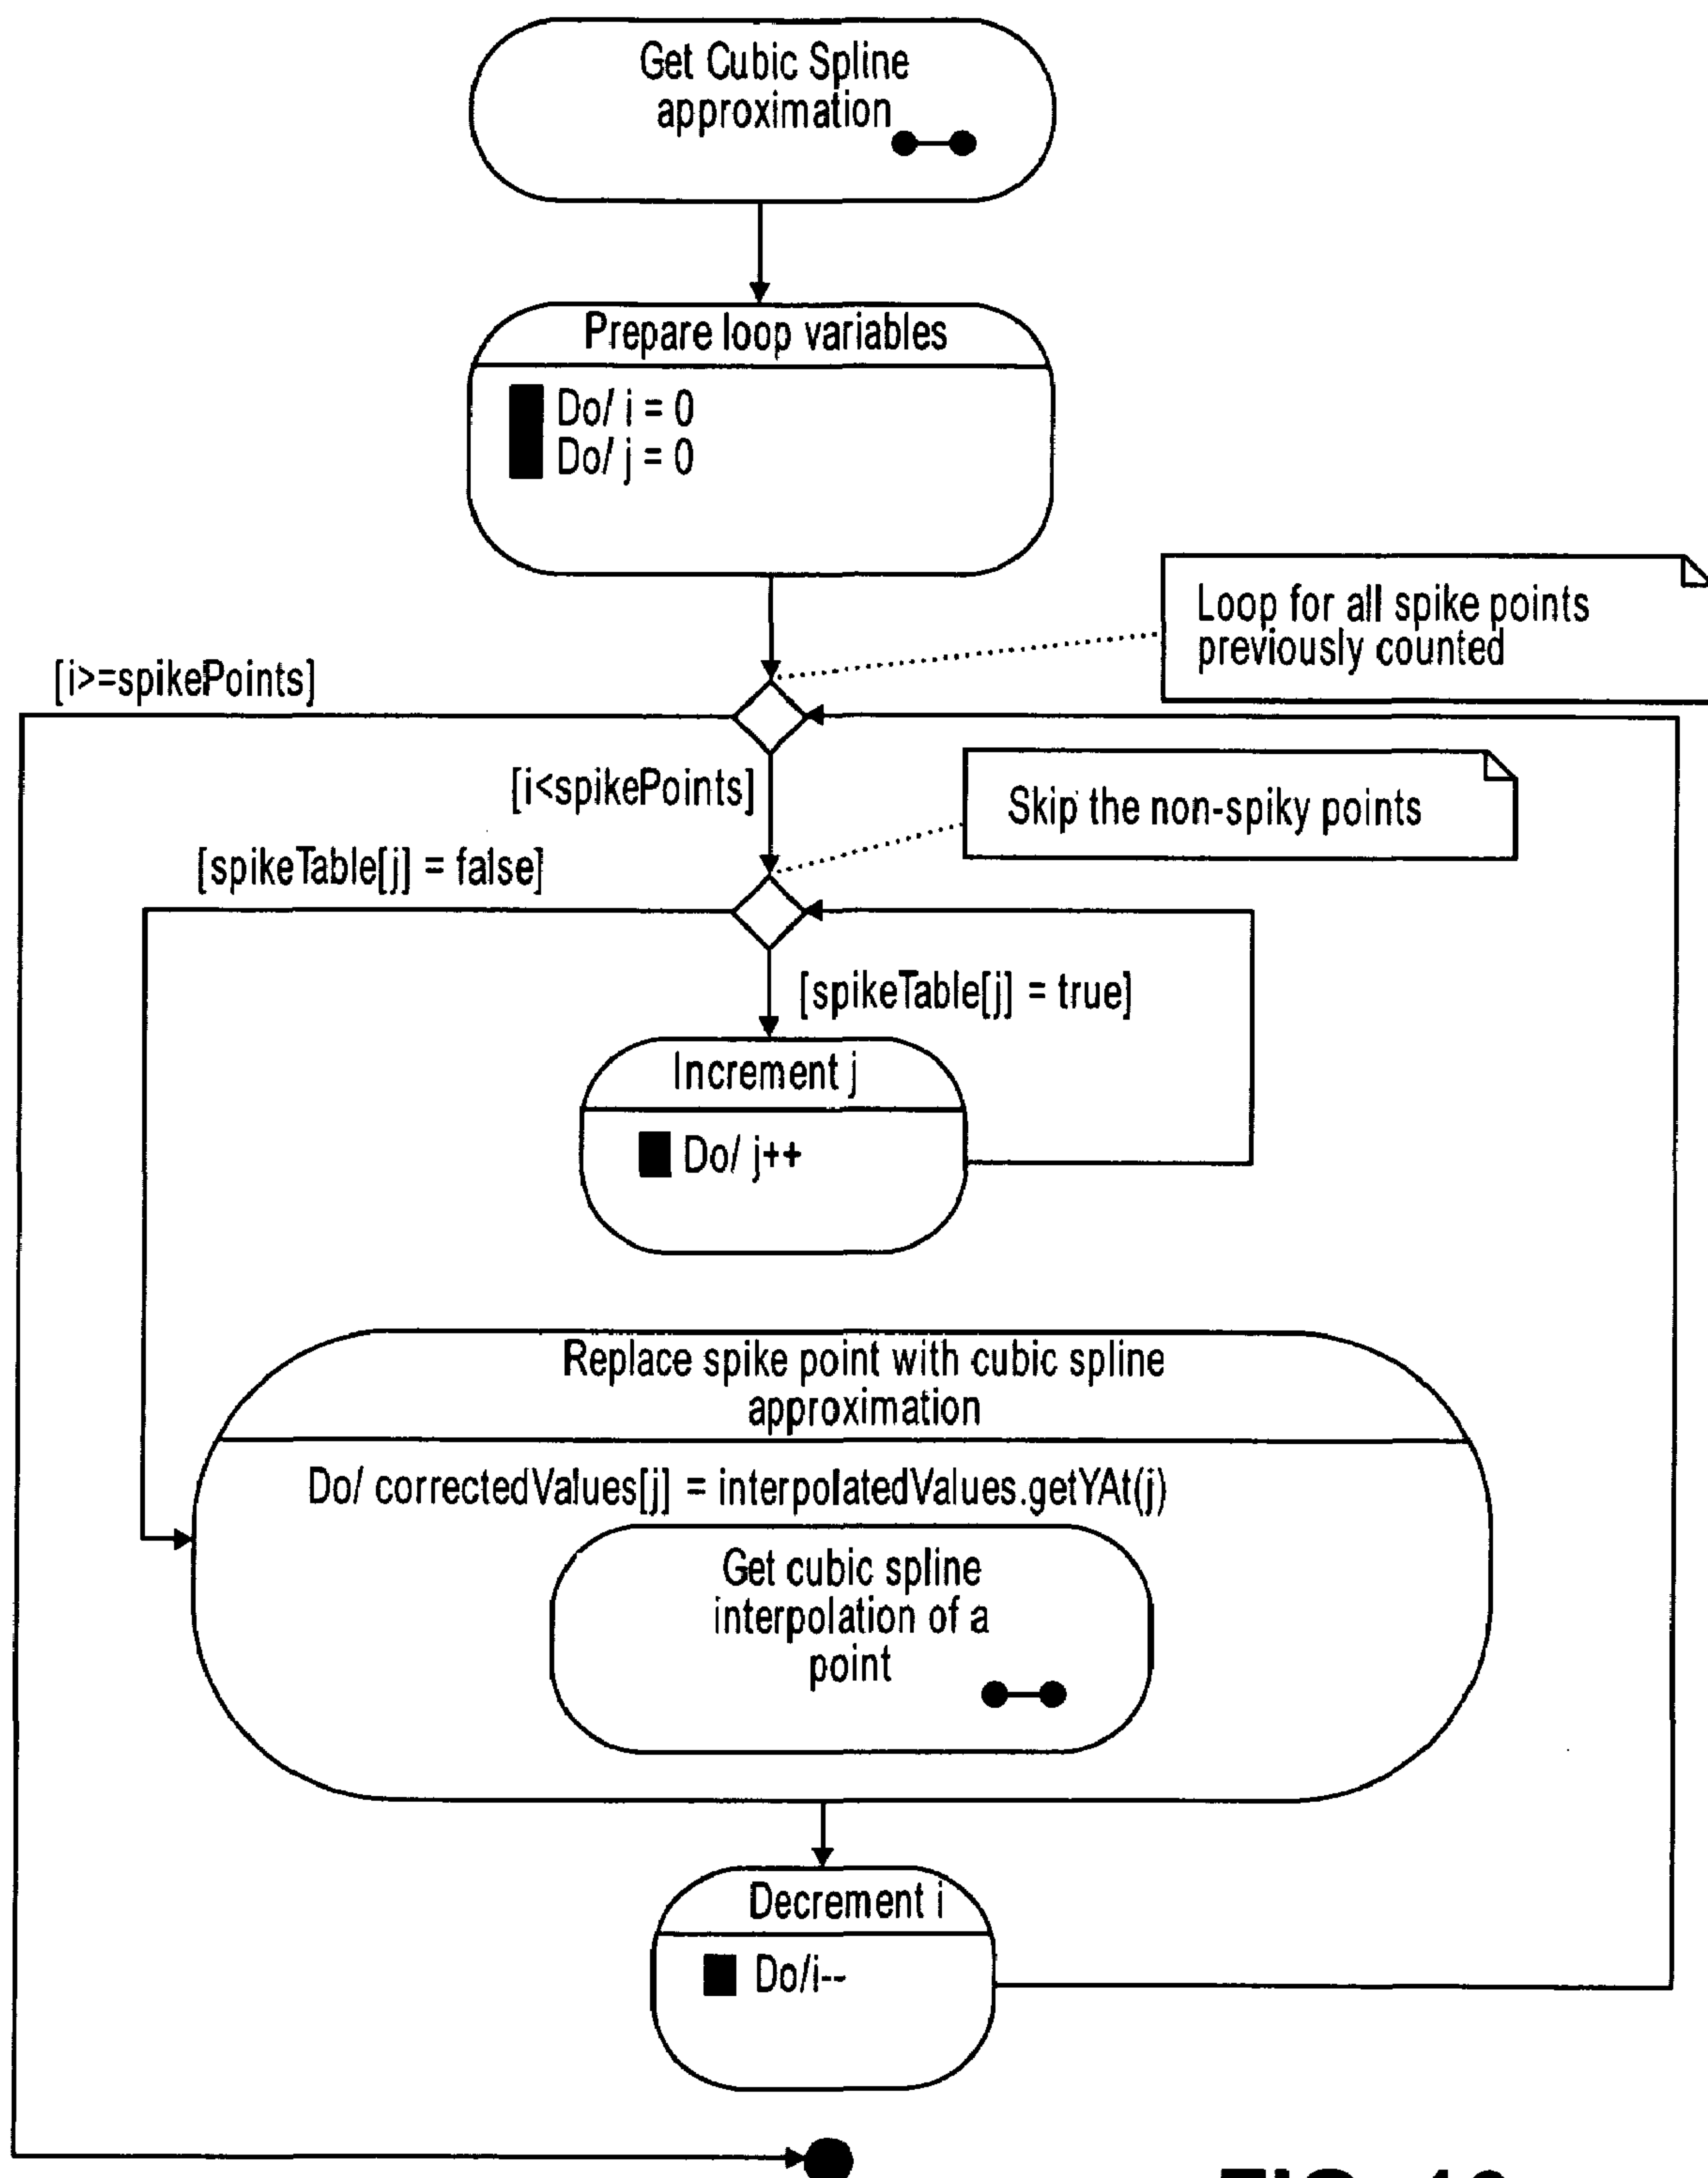 Get Cubic Spline
approximation
Prepare loop variables
Do/ i = 0
Do/ j = 0
Loop for all spike points
previously counted
[i>=spikePoints]
[i<spikePoints]
Skip the non-spiky points
[spikeTable[j] = false]
[spikeTable[j] = true]
Increment j
Do/ j++
Replace spike point with cubic spline
approximation
Do/ correctedValues[j] = interpolatedValues.getYAt(j)
Get cubic spline
interpolation of a
point
Decrement i
Do/i--